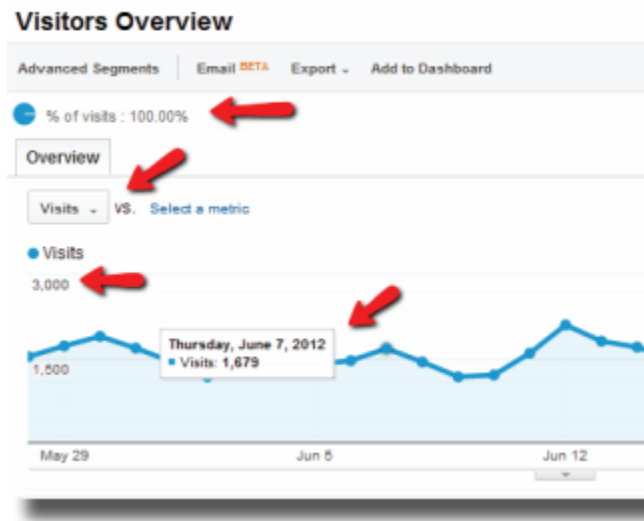 Visitors Overview
Advanced Segments Email BETA Export Add to Dashboard
% of visits : 100.00%
Overview
Visits VS. Select a metric
Visits
3,000
Thursday, June 7, 2012
Visits: 1,679
1,500
May 29 Jun 5 Jun 12